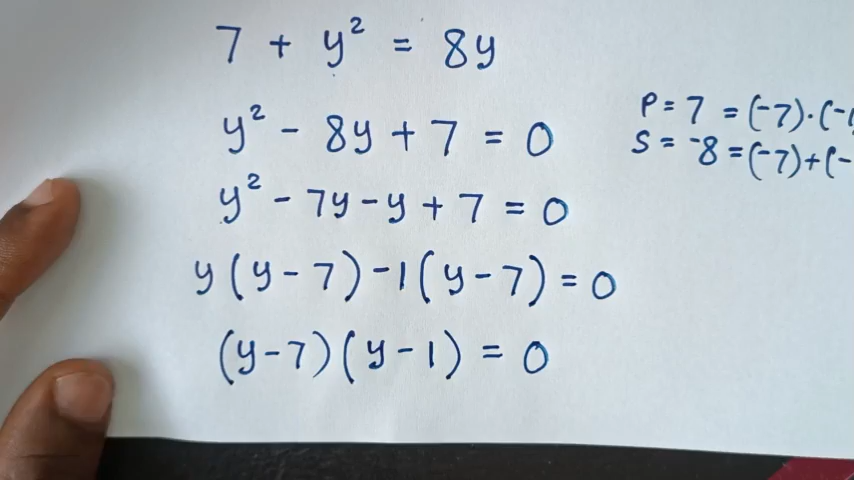 7 + y² = 8y
y² - 8y + 7 = 0
y² - 7y - y + 7 = 0
y(y - 7) -1(y - 7) = 0
(y - 7)(y - 1) = 0
P = 7 = (-7)·(-1
S = -8 = (-7)+(-